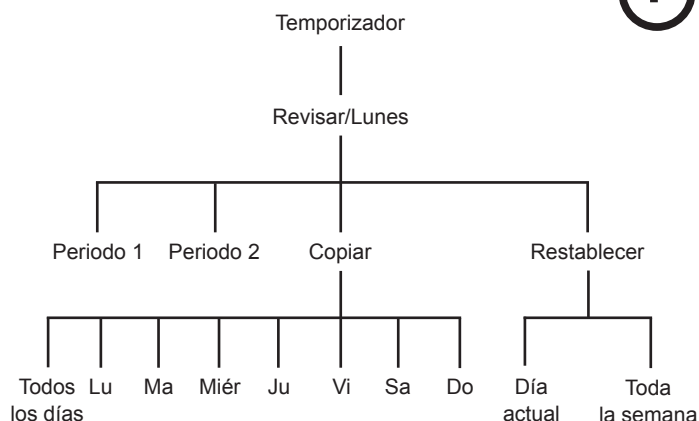 Temporizador
Revisar/Lunes
Periodo 1 Periodo 2 Copiar Restablecer
Todos los días Lu Ma Miér Ju Vi Sa Do Día actual Toda la semana